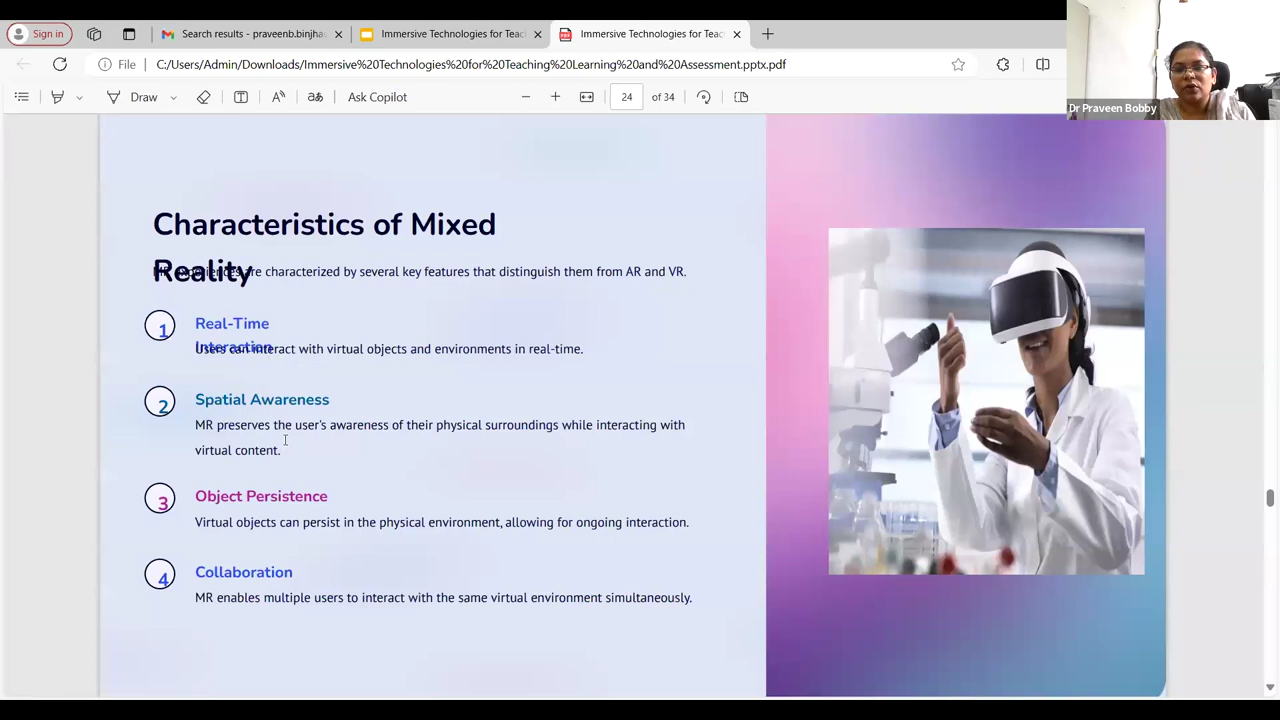 Sign in
Search results - praveenb.binjha
Immersive Technologies for Teac
Immersive Technologies for Teac
File
C:/Users/Admin/Downloads/Immersive%20Technologies%20for%20Teaching%20Learning%20and%20Assessment.pptx.pdf
Draw
Ask Copilot
24 of 34
Dr Praveen Bobby
Characteristics of Mixed
Reality
MR experiences are characterized by several key features that distinguish them from AR and VR.
1 Real-Time
Interaction
Users can interact with virtual objects and environments in real-time.
2 Spatial Awareness
MR preserves the user's awareness of their physical surroundings while interacting with
virtual content.
3 Object Persistence
Virtual objects can persist in the physical environment, allowing for ongoing interaction.
4 Collaboration
MR enables multiple users to interact with the same virtual environment simultaneously.